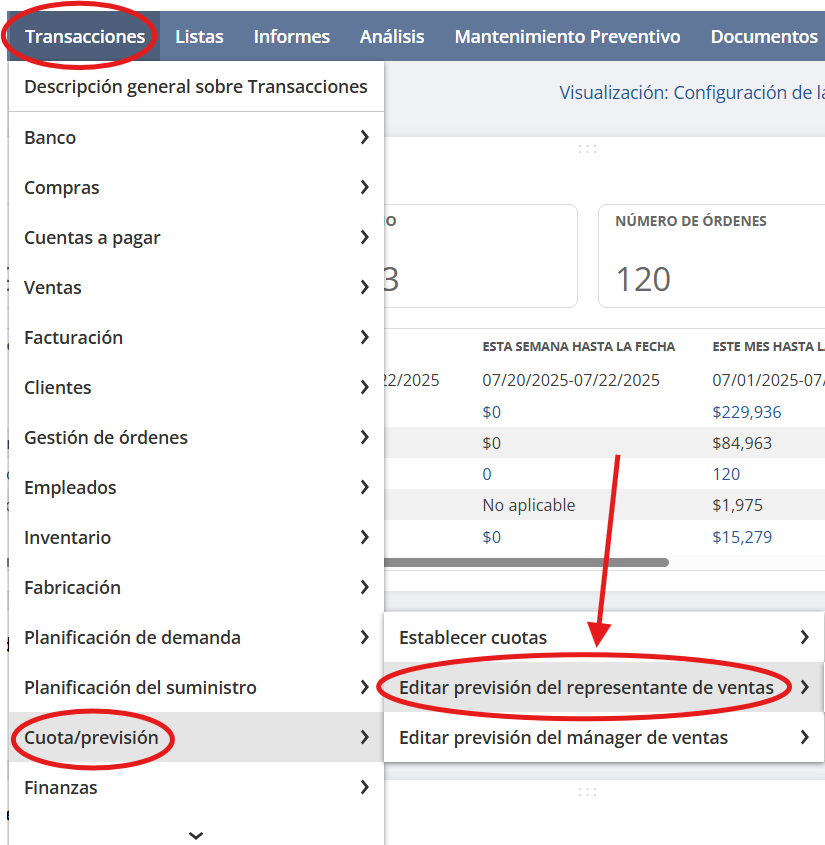 Transacciones Listas Informes Análisis Mantenimiento Preventivo Documentos
Descripción general sobre Transacciones
Visualización: Configuración de
Banco
Compras
Cuentas a pagar
NÚMERO DE ÓRDENES
Ventas
120
Facturación
ESTA SEMANA HASTA LA FECHA ESTE MES HASTA
22/2025 07/20/2025-07/22/2025 07/01/2025-07/
Clientes
$0 $229,936
Gestión de órdenes
$0 $84,963
0 120
Empleados
No aplicable $1,975
Inventario
$0 $15,279
Fabricación
Planificación de demanda
Establecer cuotas
Planificación del suministro
Editar previsión del representante de ventas
Cuota/previsión
Editar previsión del mánager de ventas
Finanzas